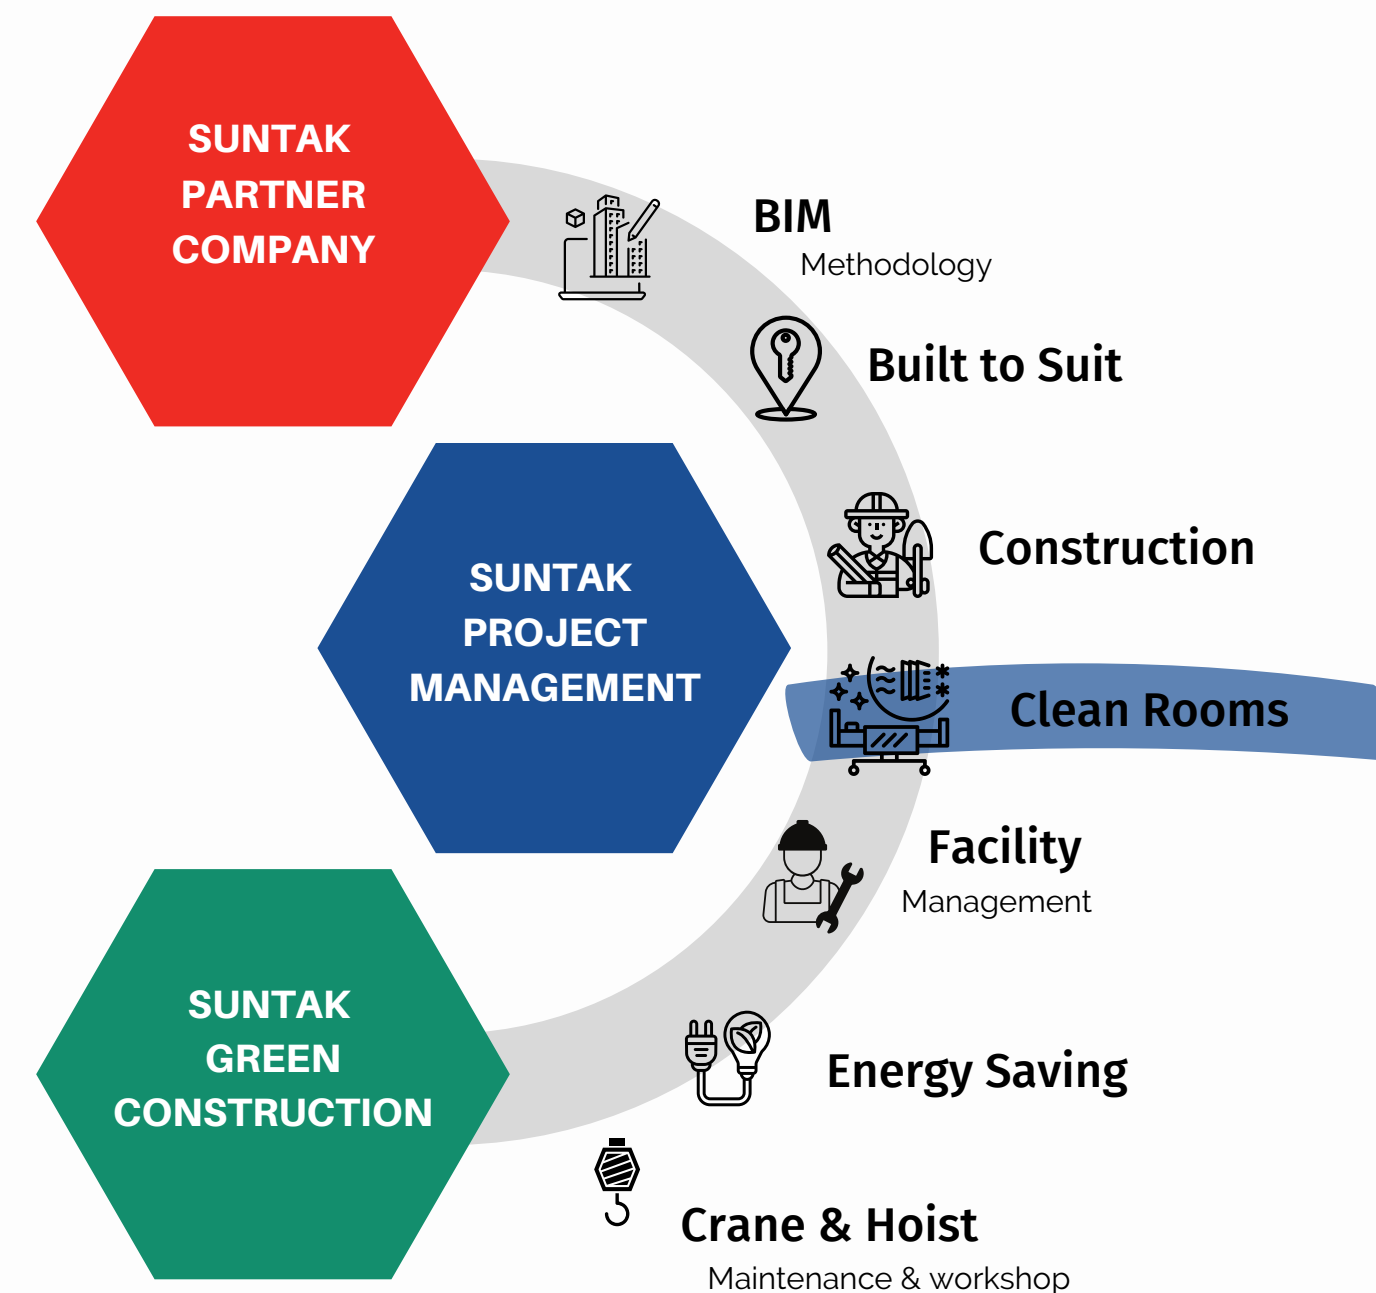 SUNTAK
PARTNER
COMPANY
BIM
Methodology
Built to Suit
Construction
SUNTAK
PROJECT
MANAGEMENT
Clean Rooms
Facility
Management
SUNTAK
GREEN
CONSTRUCTION
Energy Saving
Crane & Hoist
Maintenance & workshop